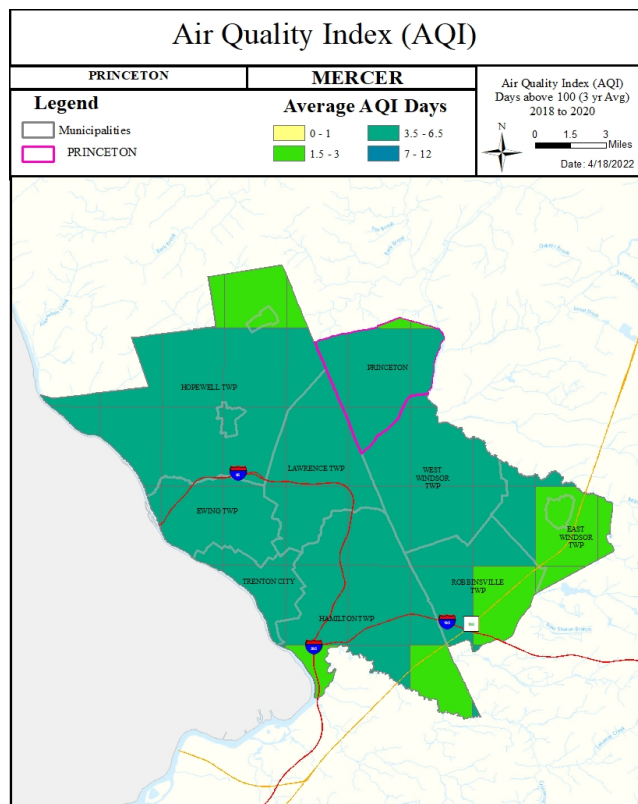 Air Quality Index (AQI)
PRINCETON
MERCER
Legend
Municipalities
PRINCETON
Average AQI Days
0 - 1
1.5 - 3
3.5 - 6.5
7 - 12
Air Quality Index (AQI)
Days above 100 (3 yr Avg)
2018 to 2020
N
0 1.5 3
Miles
Date: 4/18/2022
PRINCETON
HOPEWELL TWP
LAWRENCE TWP
WEST
WINDSOR
TWP
EWING TWP
EAST
WINDSOR
TWP
TRENTON CITY
ROBBINSVILLE
TWP
HAMILTON TWP